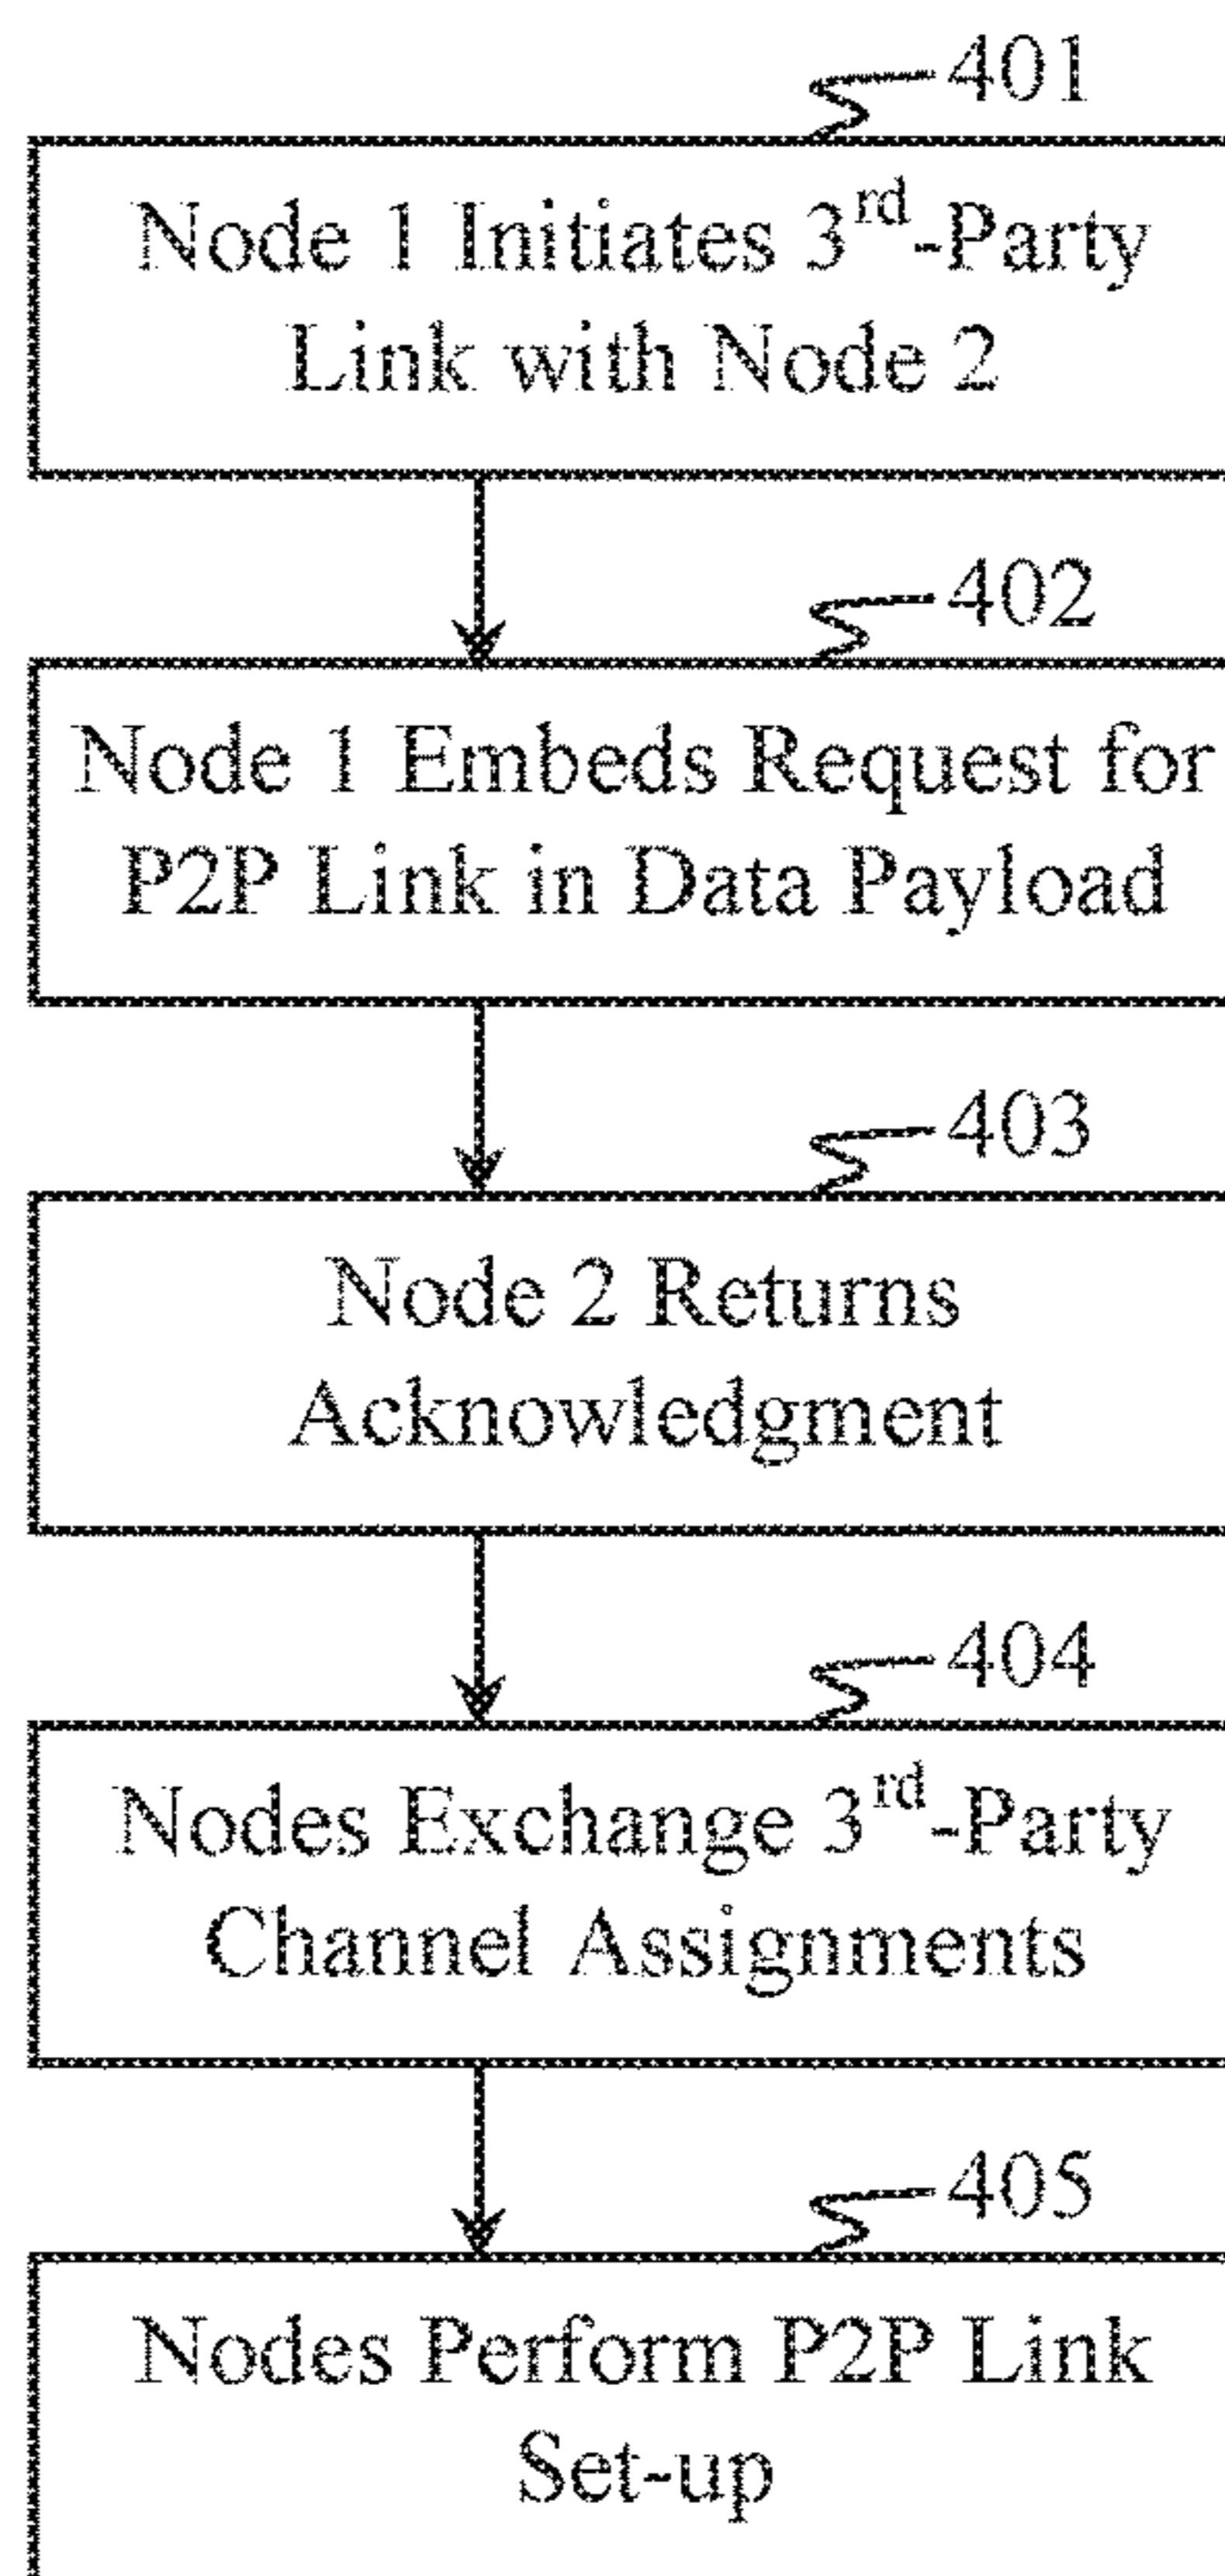 401
Node 1 Initiates 3rd-Party
Link with Node 2
402
Node 1 Embeds Request for
P2P Link in Data Payload
403
Node 2 Returns
Acknowledgment
404
Nodes Exchange 3rd-Party
Channel Assignments
405
Nodes Perform P2P Link
Set-up